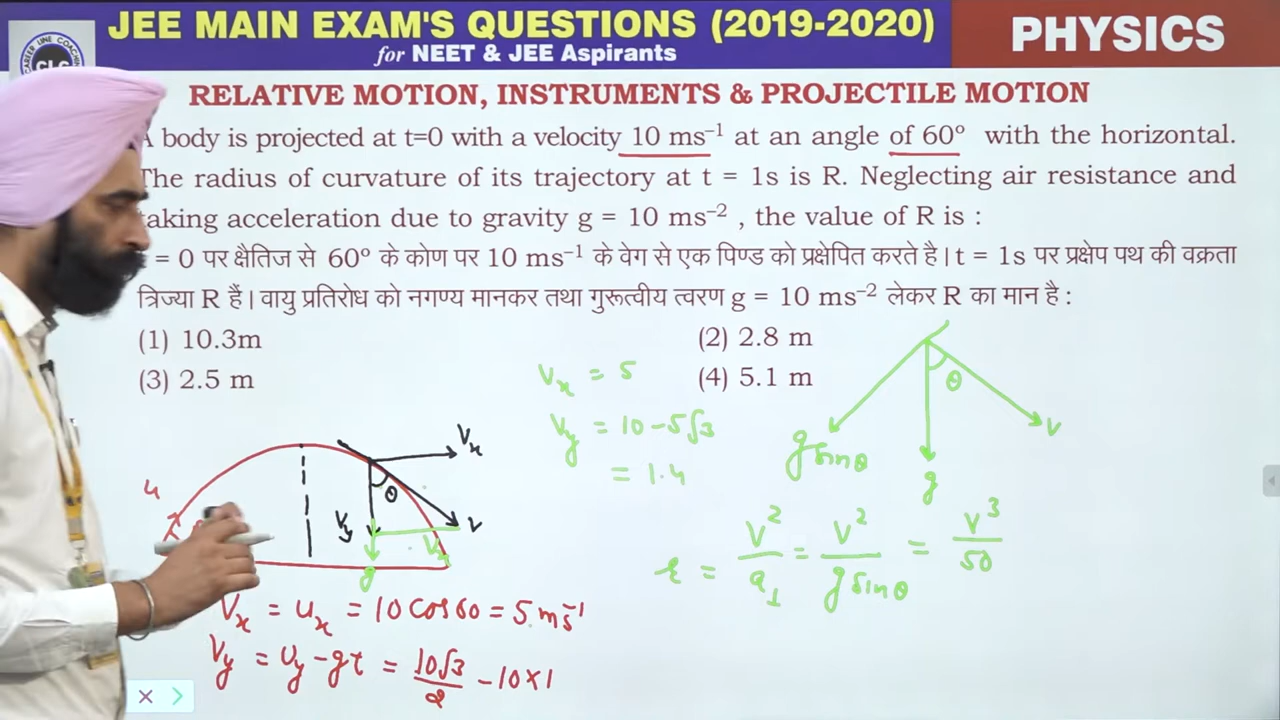 JEE MAIN EXAM'S QUESTIONS (2019-2020)
for NEET & JEE Aspirants
PHYSICS
CLC
RELATIVE MOTION, INSTRUMENTS & PROJECTILE MOTION
A body is projected at t=0 with a velocity 10 ms⁻¹ at an angle of 60° with the horizontal.
The radius of curvature of its trajectory at t = 1s is R. Neglecting air resistance and
taking acceleration due to gravity g = 10 ms⁻² , the value of R is :
= 0 पर क्षैतिज से 60° के कोण पर 10 ms⁻¹ के वेग से एक पिण्ड को प्रक्षेपित करते है। t = 1s पर प्रक्षेप पथ की वक्रता
त्रिज्या R हैं। वायु प्रतिरोध को नगण्य मानकर तथा गुरूत्वीय त्वरण g = 10 ms⁻² लेकर R का मान है :
(1) 10.3m
(2) 2.8 m
(3) 2.5 m
(4) 5.1 m
Vx = 5
Vy = 10 - 5√3
= 1.4
θ
V
g sinθ
g
Vx
u
θ
Vy
V
Vx
g
r = V²/a⊥ = V²/g sinθ = V³/50
Vx = ux = 10 cos 60 = 5 ms⁻¹
Vy = uy - gt = 10√3/2 - 10×1